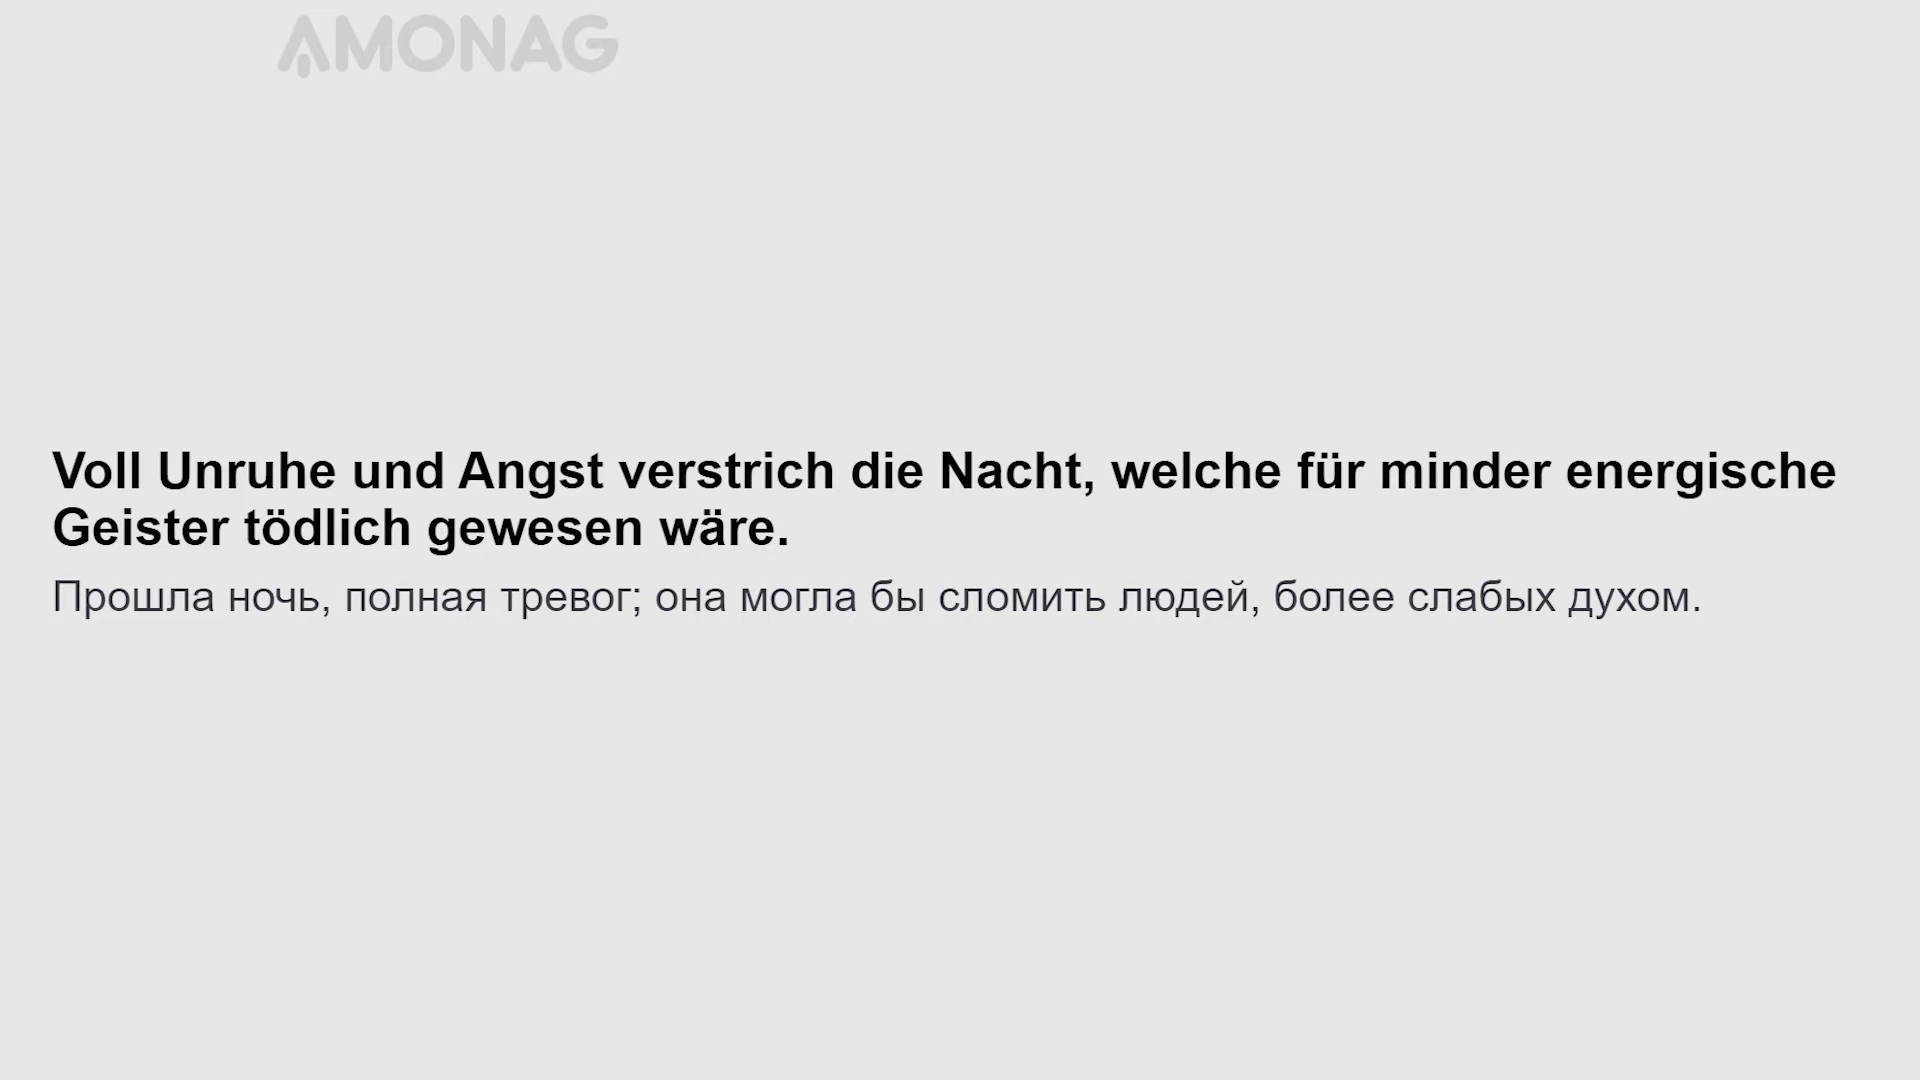 AMONAG
Voll Unruhe und Angst verstrich die Nacht, welche für minder energische
Geister tödlich gewesen wäre.
Прошла ночь, полная тревог; она могла бы сломить людей, более слабых духом.